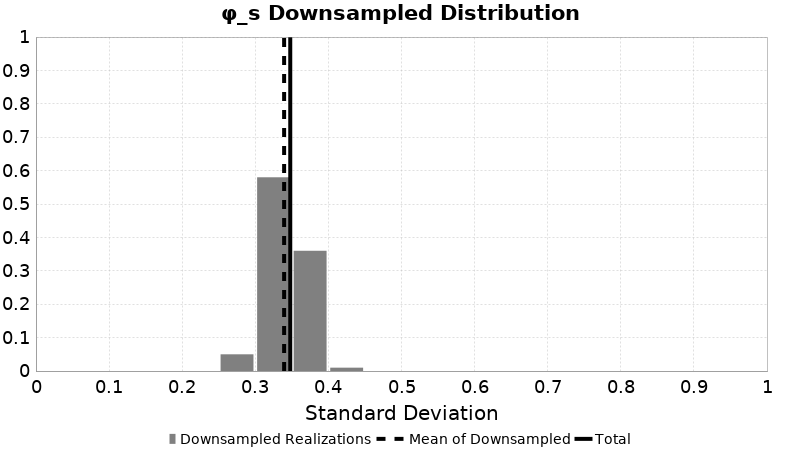 φ_s Downsampled Distribution
1
0.9
0.8
0.7
0.6
0.5
0.4
0.3
0.2
0.1
0
0 0.1 0.2 0.3 0.4 0.5 0.6 0.7 0.8 0.9 1
Standard Deviation
Downsampled Realizations Mean of Downsampled Total